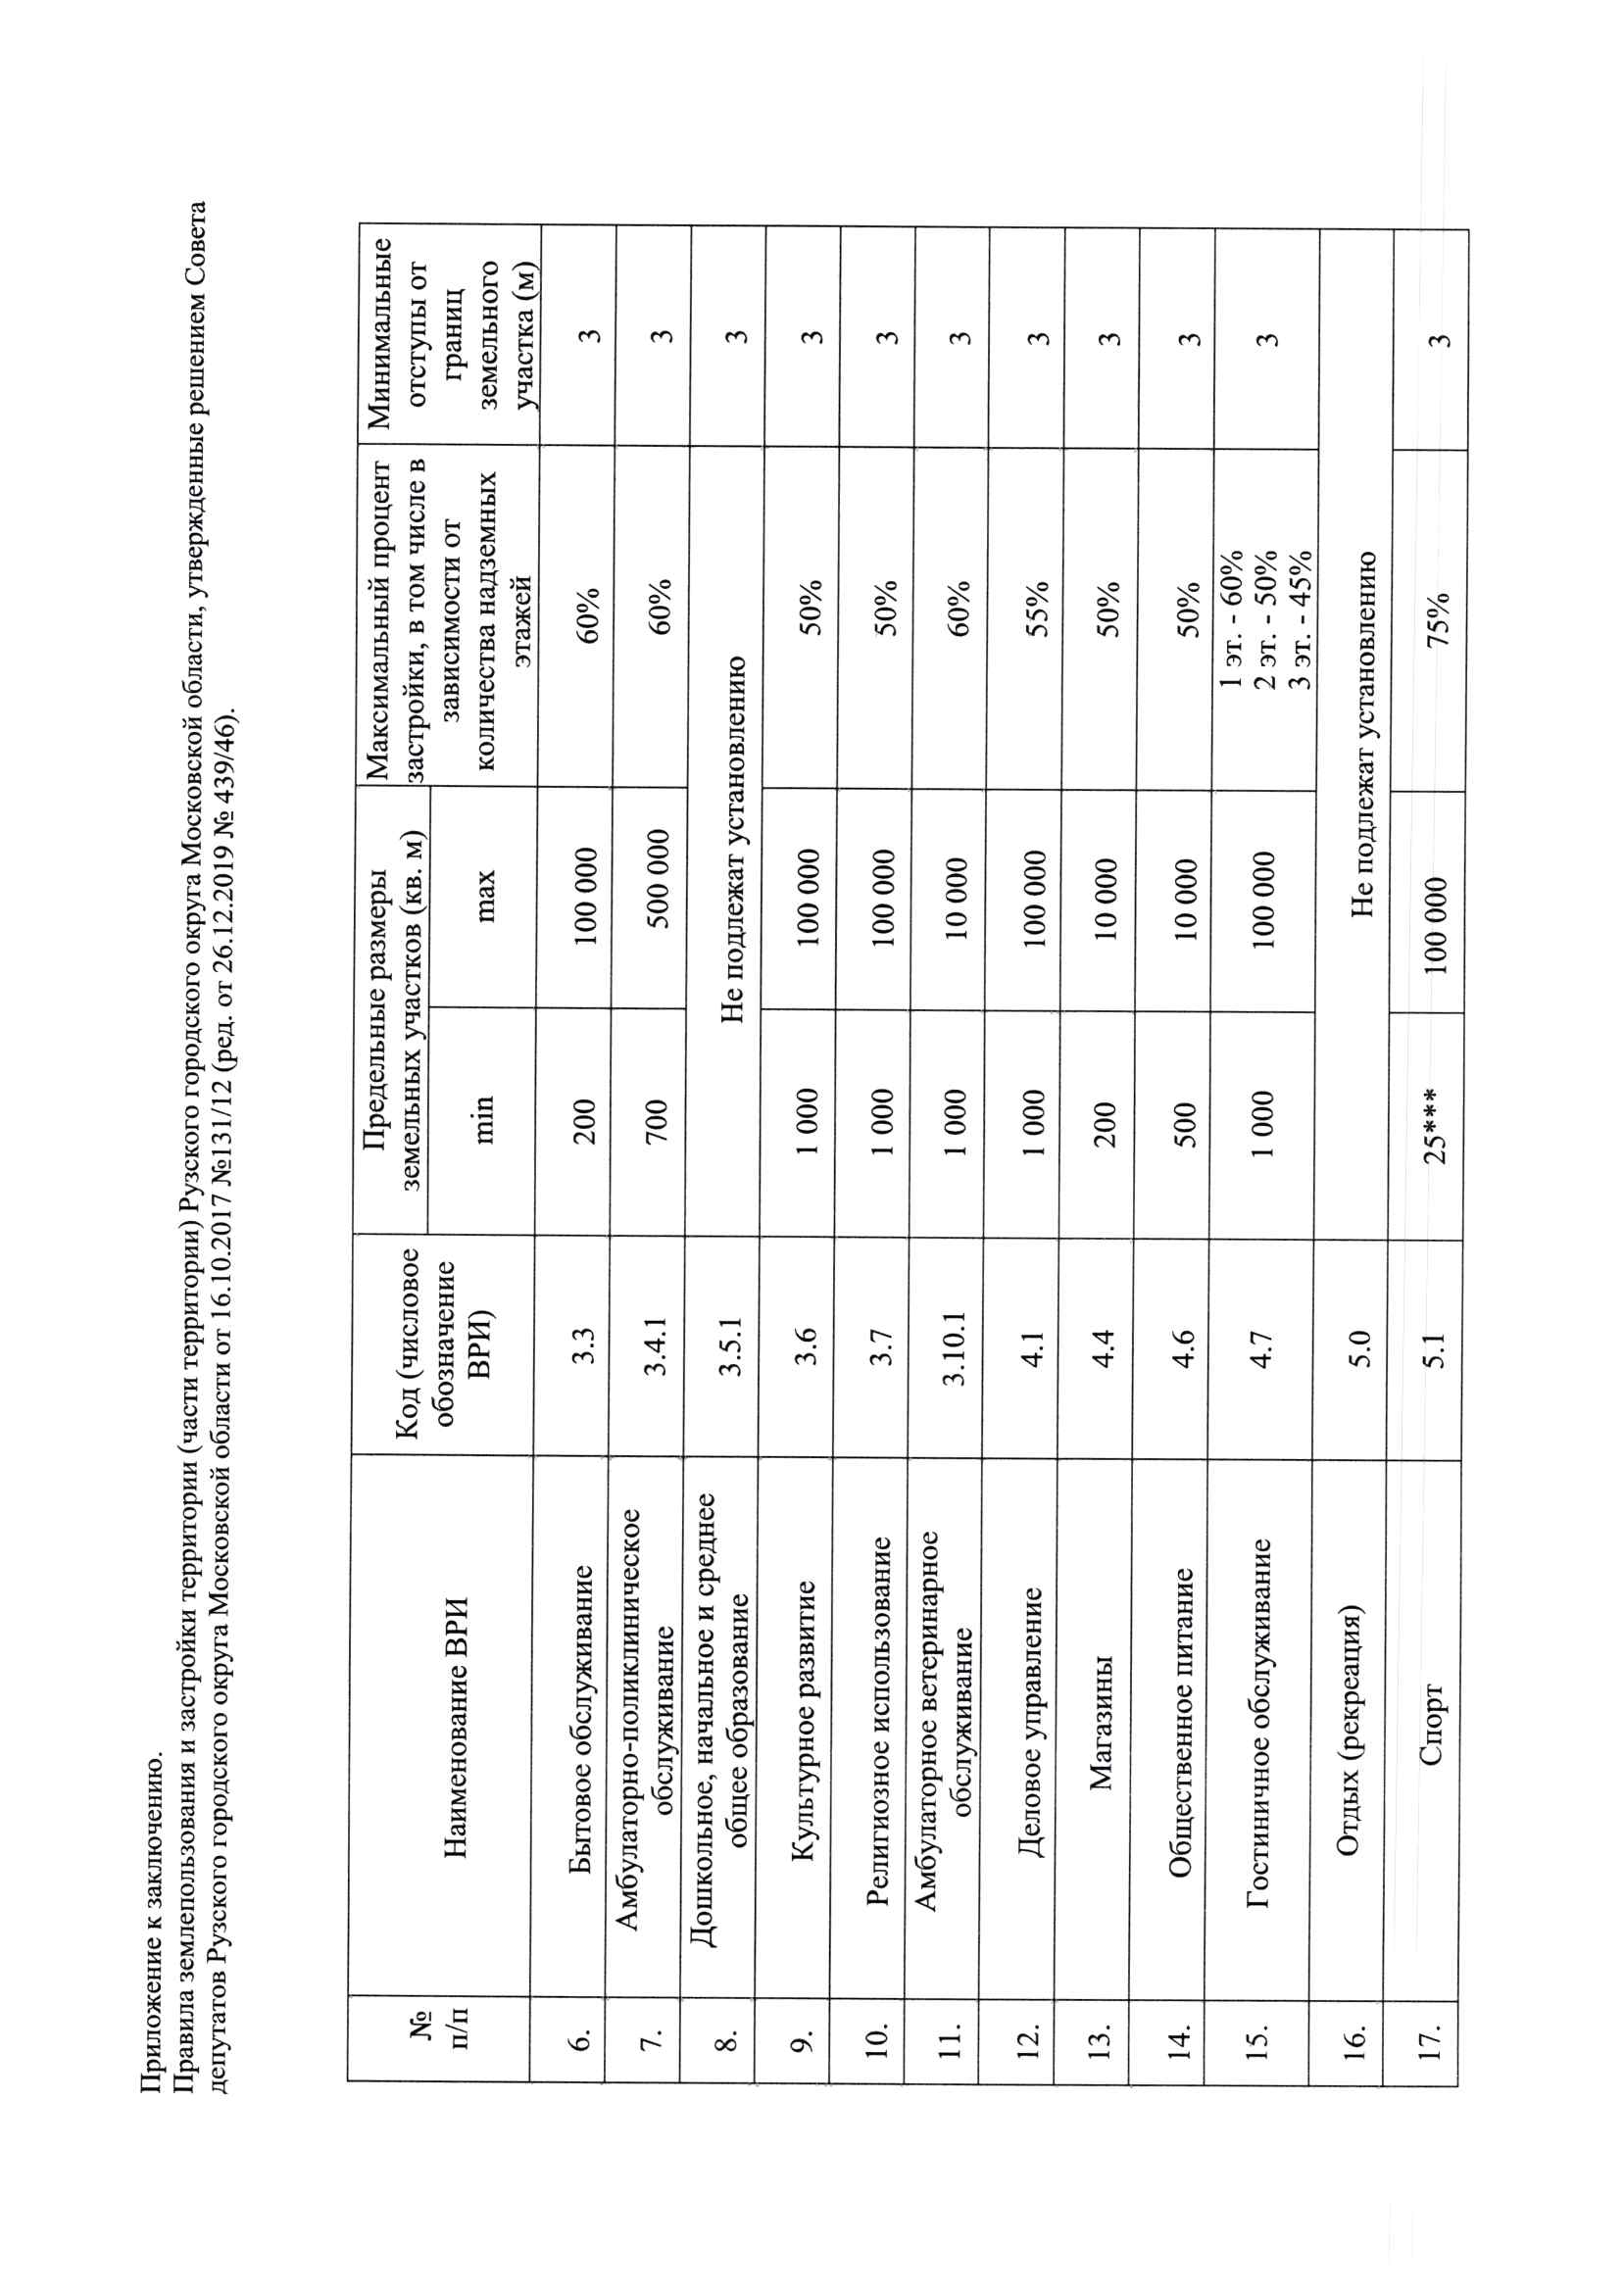 Приложение к заключению.
Правила землепользования и застройки территории (части территории) Рузского городского округа Московской области, утвержденные решением Совета
депутатов Рузского городского округа Московской области от 16.10.2017 №131/12 (ред. от 26.12.2019 № 439/46).
№
п/п
Наименование ВРИ
Код (числовое
обозначение
ВРИ)
Предельные размеры
земельных участков (кв. м)
min
max
Максимальный процент
застройки, в том числе в
зависимости от
количества надземных
этажей
Минимальные
отступы от
границ
земельного
участка (м)
6. Бытовое обслуживание 3.3 200 100 000 60% 3
7. Амбулаторно-поликлиническое
обслуживание
3.4.1 700 500 000 60% 3
8. Дошкольное, начальное и среднее
общее образование
3.5.1 Не подлежат установлению 3
9. Культурное развитие 3.6 1 000 100 000 50% 3
10. Религиозное использование 3.7 1 000 100 000 50% 3
11. Амбулаторное ветеринарное
обслуживание
3.10.1 1 000 10 000 60% 3
12. Деловое управление 4.1 1 000 100 000 55% 3
13. Магазины 4.4 200 10 000 50% 3
14. Общественное питание 4.6 500 10 000 50% 3
15. Гостиничное обслуживание 4.7 1 000 100 000
1 эт. - 60%
2 эт. - 50%
3 эт. - 45%
3
16. Отдых (рекреация) 5.0 Не подлежат установлению
17. Спорт 5.1 25*** 100 000 75% 3